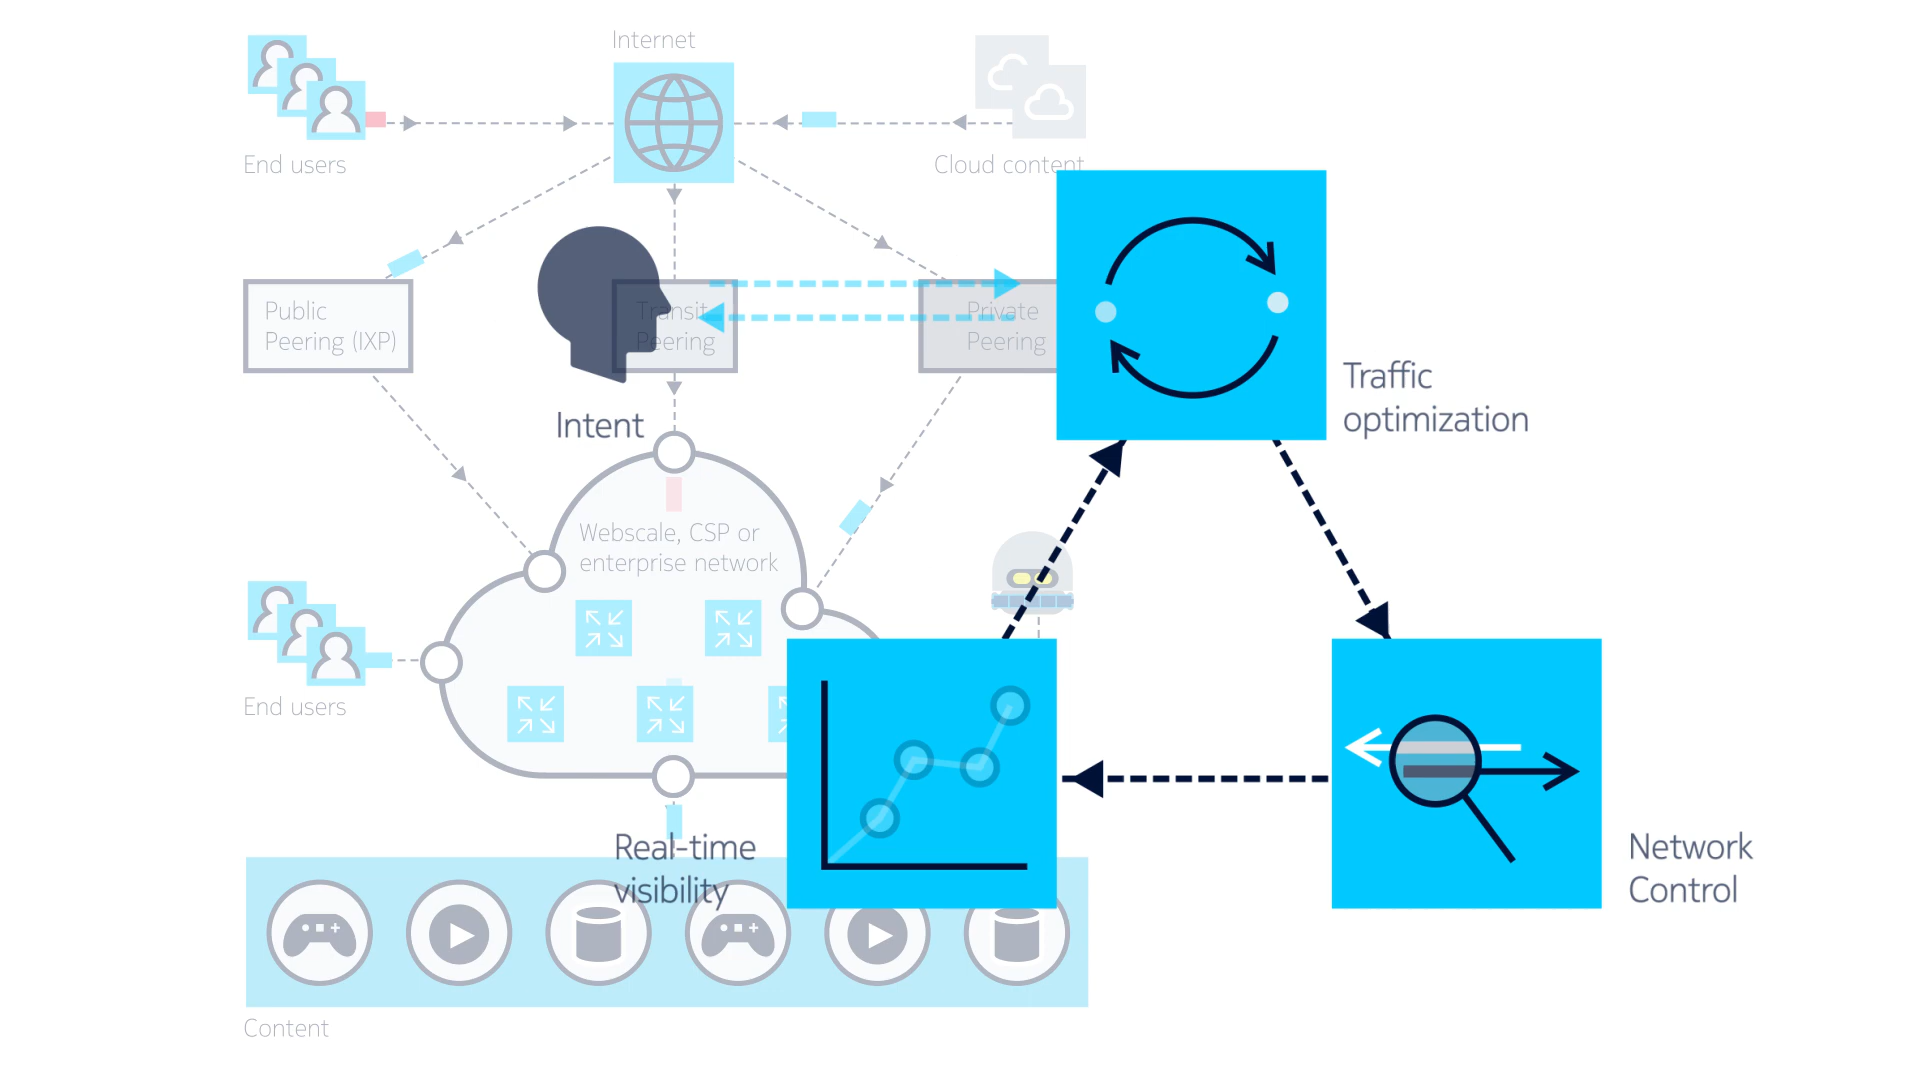 Internet
End users
Cloud content
Public
Peering (IXP)
Transit
Peering
Private
Peering
Traffic
optimization
Intent
Webscale, CSP or
enterprise network
End users
Real-time
visibility
Network
Control
Content